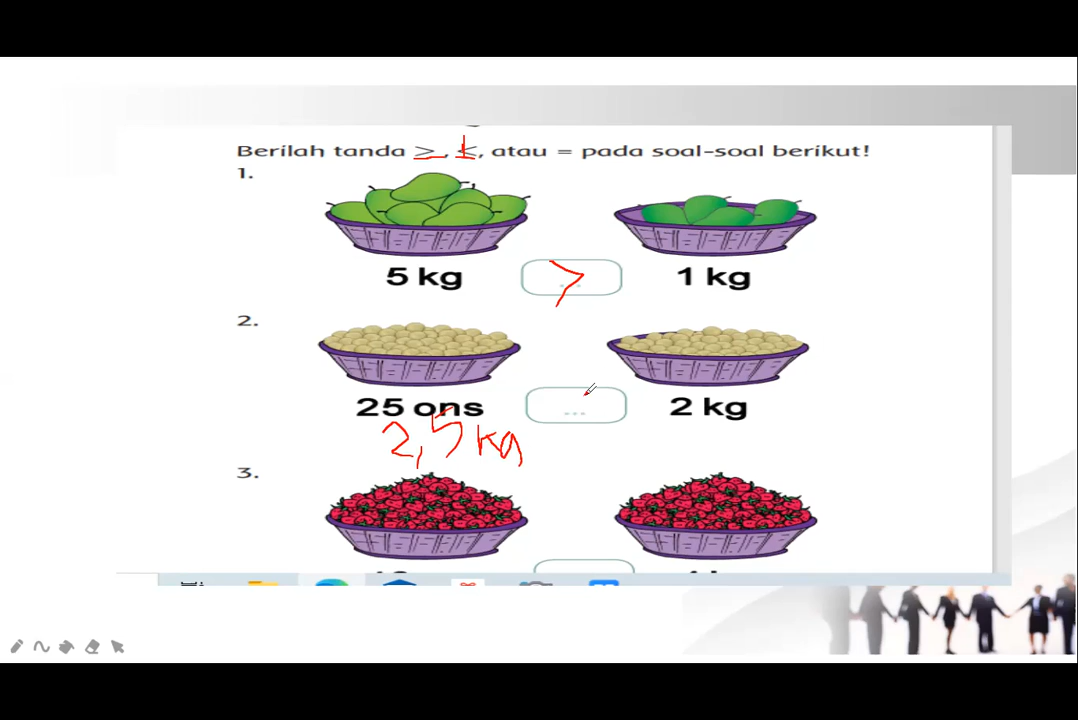 Berilah tanda >, <, atau = pada soal-soal berikut!
1.
5 kg > 1 kg
2.
25 ons ... 2 kg
2,5 kg
3.